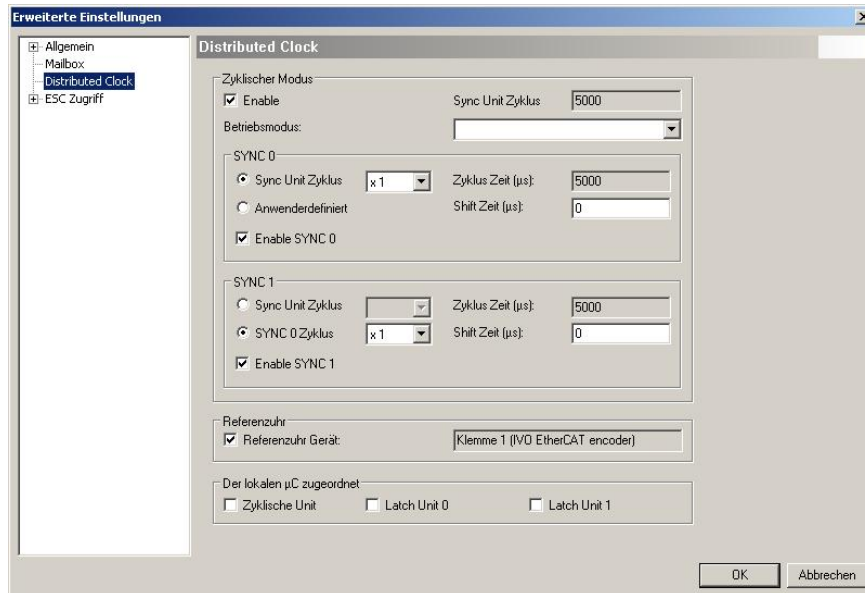 Erweiterte Einstellungen
Allgemein
Mailbox
Distributed Clock
ESC Zugriff
Distributed Clock
Zyklischer Modus
Enable
Sync Unit Zyklus
5000
Betriebsmodus:
SYNC 0
Sync Unit Zyklus
x 1
Zyklus Zeit (µs):
5000
Anwenderdefiniert
Shift Zeit (µs):
0
Enable SYNC 0
SYNC 1
Sync Unit Zyklus
Zyklus Zeit (µs):
5000
SYNC 0 Zyklus
x 1
Shift Zeit (µs):
0
Enable SYNC 1
Referenzuhr
Referenzuhr Gerät:
Klemme 1 (IVO EtherCAT encoder)
Der lokalen µC zugeordnet
Zyklische Unit
Latch Unit 0
Latch Unit 1
OK
Abbrechen